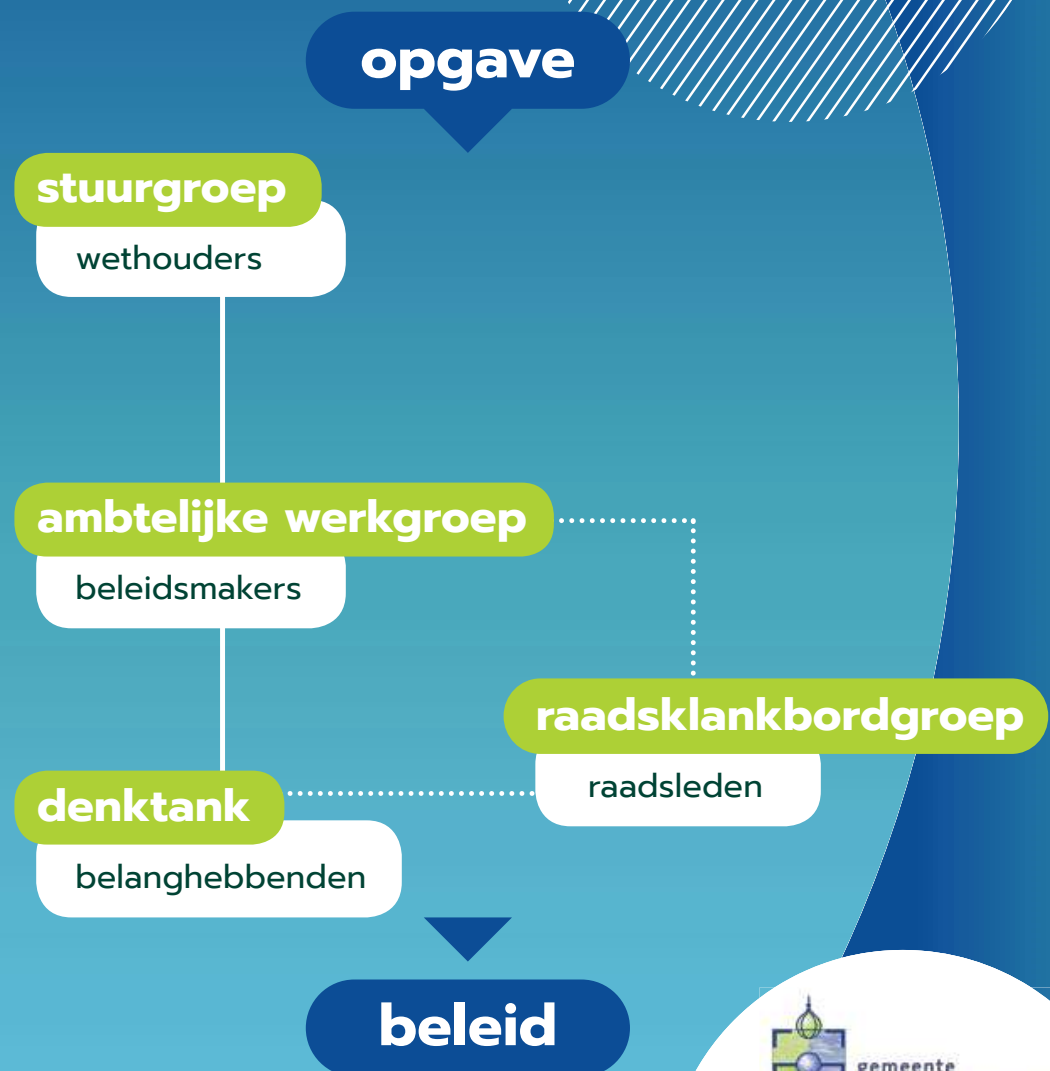 opgave
stuurgroep
wethouders
ambtelijke werkgroep
beleidsmakers
raadsklankbordgroep
raadsleden
denktank
belanghebbenden
beleid
gemeente